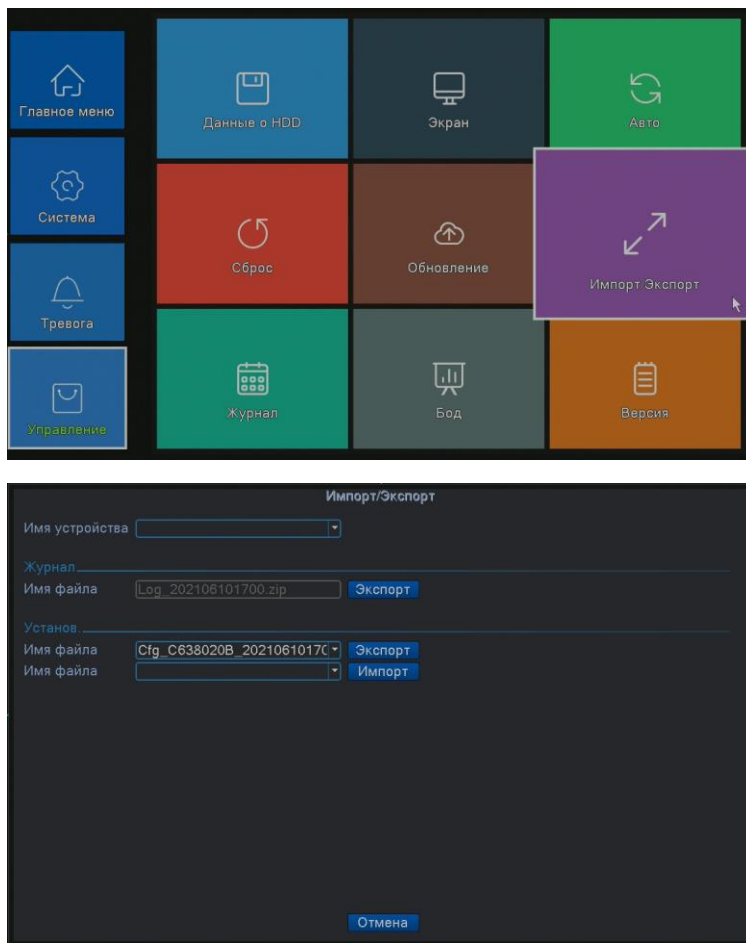 Главное меню
Данные о HDD
Экран
Авто
Система
Сброс
Обновление
Импорт Экспорт
Тревога
Управление
Журнал
Бод
Версия
Импорт/Экспорт
Имя устройства
Журнал
Имя файла Log_202106101700.zip Экспорт
Установ.
Имя файла Cfg_C638020B_2021061017 Экспорт
Имя файла Импорт
Отмена